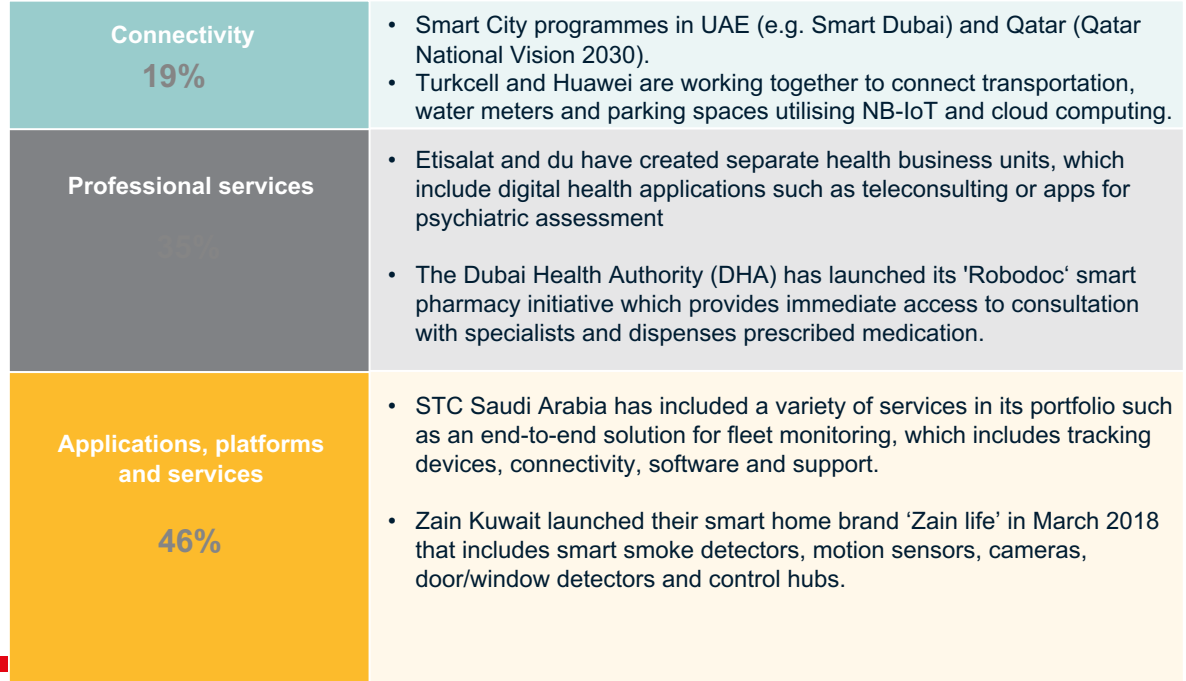 Connectivity
19%
• Smart City programmes in UAE (e.g. Smart Dubai) and Qatar (Qatar
National Vision 2030).
• Turkcell and Huawei are working together to connect transportation,
water meters and parking spaces utilising NB-IoT and cloud computing.
Professional services
35%
• Etisalat and du have created separate health business units, which
include digital health applications such as teleconsulting or apps for
psychiatric assessment
• The Dubai Health Authority (DHA) has launched its 'Robodoc‘ smart
pharmacy initiative which provides immediate access to consultation
with specialists and dispenses prescribed medication.
Applications, platforms
and services
46%
• STC Saudi Arabia has included a variety of services in its portfolio such
as an end-to-end solution for fleet monitoring, which includes tracking
devices, connectivity, software and support.
• Zain Kuwait launched their smart home brand ‘Zain life’ in March 2018
that includes smart smoke detectors, motion sensors, cameras,
door/window detectors and control hubs.